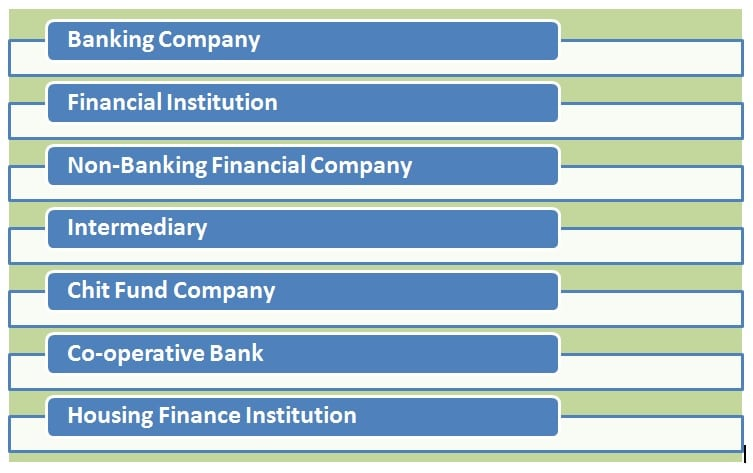 Banking Company
Financial Institution
Non-Banking Financial Company
Intermediary
Chit Fund Company
Co-operative Bank
Housing Finance Institution